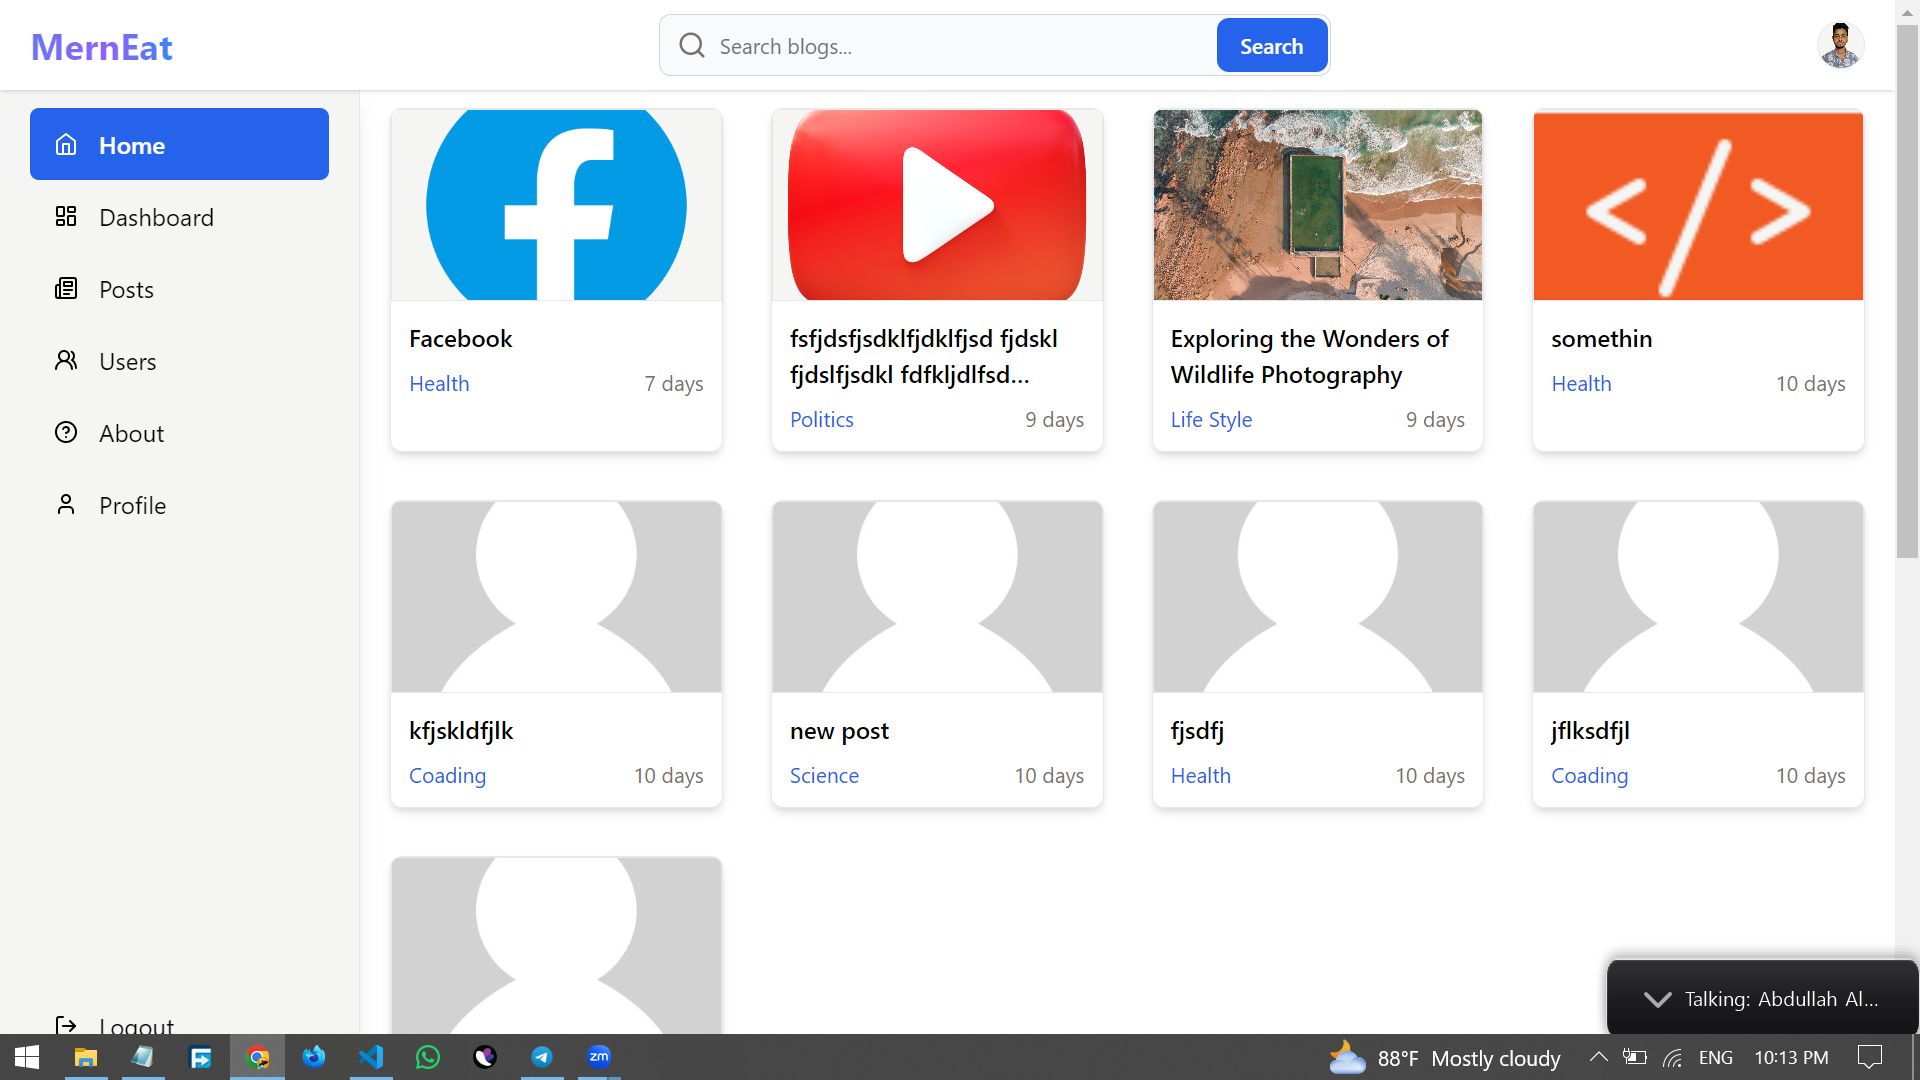 MernEat
Search blogs...
Search
Home
Dashboard
Posts
Users
About
Profile
Logout
Facebook
Health 7 days
fsfjdsfjsdklfjdklfjsd fjdskl
fjdslfjsdkl fdfkljdlfsd...
Politics 9 days
Exploring the Wonders of
Wildlife Photography
Life Style 9 days
somethin
Health 10 days
kfjskldfjlk
Coading 10 days
new post
Science 10 days
fjsdfj
Health 10 days
jflksdfjl
Coading 10 days
Talking: Abdullah Al...
zm
88°F Mostly cloudy
ENG
10:13 PM